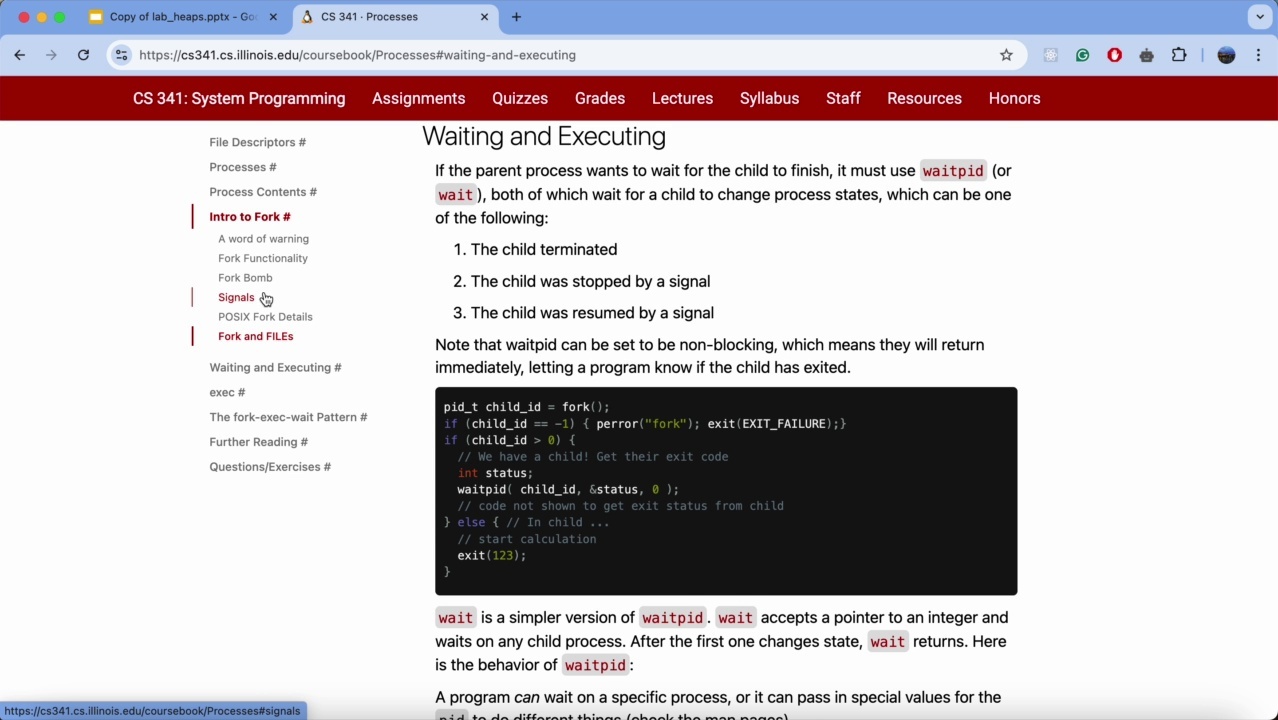 Copy of lab_heaps.pptx - Goo
CS 341 · Processes
https://cs341.cs.illinois.edu/coursebook/Processes#waiting-and-executing
CS 341: System Programming Assignments Quizzes Grades Lectures Syllabus Staff Resources Honors
File Descriptors #
Processes #
Process Contents #
Intro to Fork #
A word of warning
Fork Functionality
Fork Bomb
Signals
POSIX Fork Details
Fork and FILEs
Waiting and Executing #
exec #
The fork-exec-wait Pattern #
Further Reading #
Questions/Exercises #
Waiting and Executing
If the parent process wants to wait for the child to finish, it must use waitpid (or
wait ), both of which wait for a child to change process states, which can be one
of the following:
1. The child terminated
2. The child was stopped by a signal
3. The child was resumed by a signal
Note that waitpid can be set to be non-blocking, which means they will return
immediately, letting a program know if the child has exited.
pid_t child_id = fork();
if (child_id == -1) { perror("fork"); exit(EXIT_FAILURE);}
if (child_id > 0) {
// We have a child! Get their exit code
int status;
waitpid( child_id, &status, 0 );
// code not shown to get exit status from child
} else { // In child ...
// start calculation
exit(123);
}
wait is a simpler version of waitpid. wait accepts a pointer to an integer and
waits on any child process. After the first one changes state, wait returns. Here
is the behavior of waitpid:
A program can wait on a specific process, or it can pass in special values for the
pid to do different things (check the man pages).
https://cs341.cs.illinois.edu/coursebook/Processes#signals